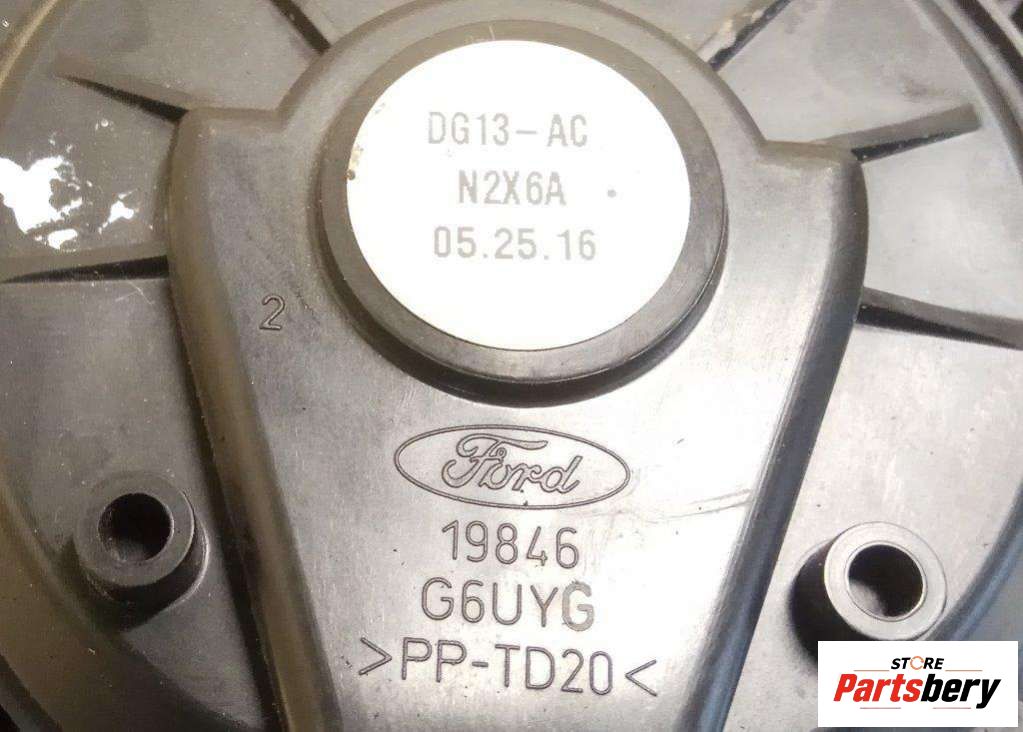 DG13-AC
N2X6A
05.25.16
2
Ford
19846
G6UYG
>PP-TD20<
STORE
Partsbery